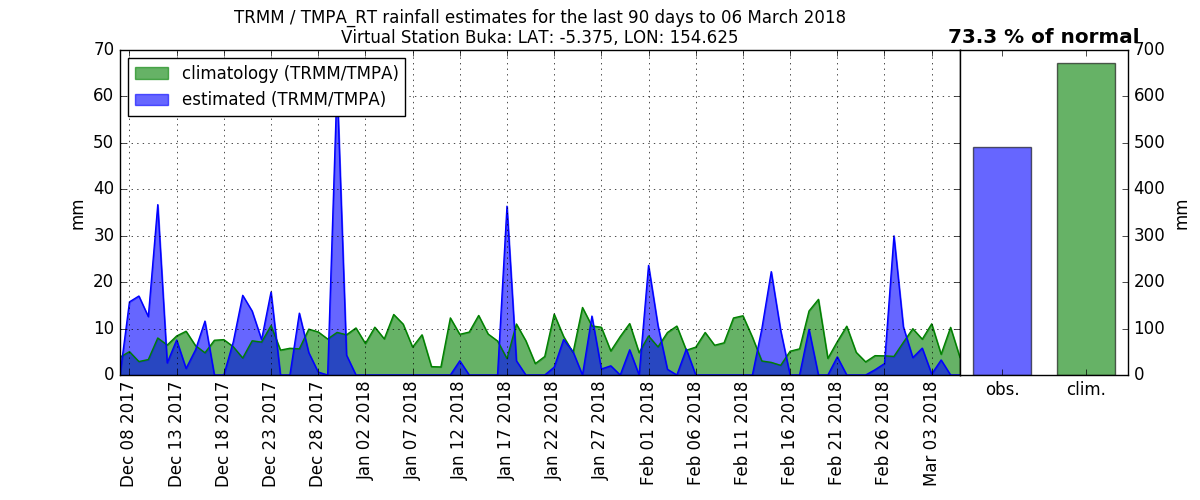 TRMM / TMPA_RT rainfall estimates for the last 90 days to 06 March 2018
Virtual Station Buka: LAT: -5.375, LON: 154.625
73.3 % of normal
climatology (TRMM/TMPA)
estimated (TRMM/TMPA)
70
60
50
40
30
20
10
0
mm
Dec 08 2017
Dec 13 2017
Dec 18 2017
Dec 23 2017
Dec 28 2017
Jan 02 2018
Jan 07 2018
Jan 12 2018
Jan 17 2018
Jan 22 2018
Jan 27 2018
Feb 01 2018
Feb 06 2018
Feb 11 2018
Feb 16 2018
Feb 21 2018
Feb 26 2018
Mar 03 2018
obs.
clim.
700
600
500
400
300
200
100
0
mm